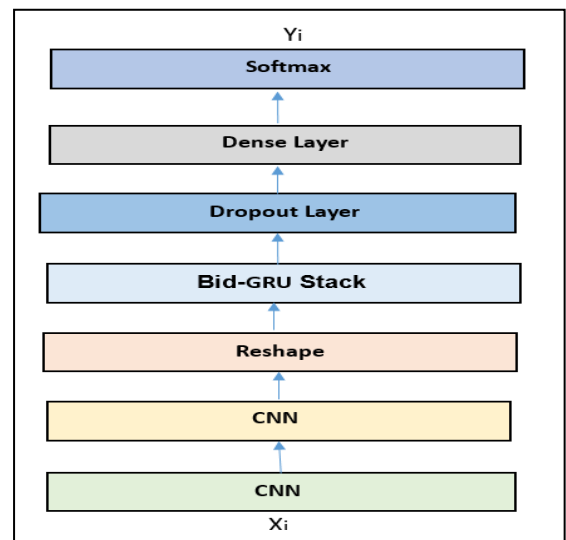 Yi
Softmax
Dense Layer
Dropout Layer
Bid-GRU Stack
Reshape
CNN
CNN
Xi